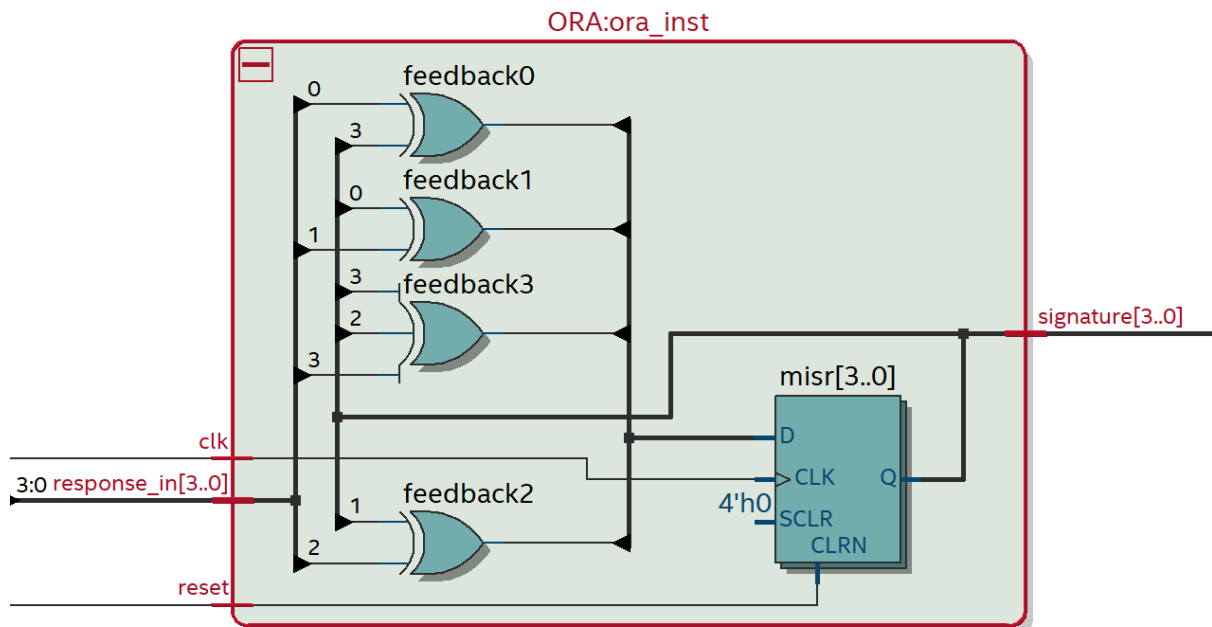 ORA:ora_inst
feedback0
0
3
feedback1
0
1
feedback3
3
2
3
signature[3..0]
misr[3..0]
D
clk
CLK
Q
3:0 response_in[3..0]
feedback2
4'h0
SCLR
1
CLRN
2
reset